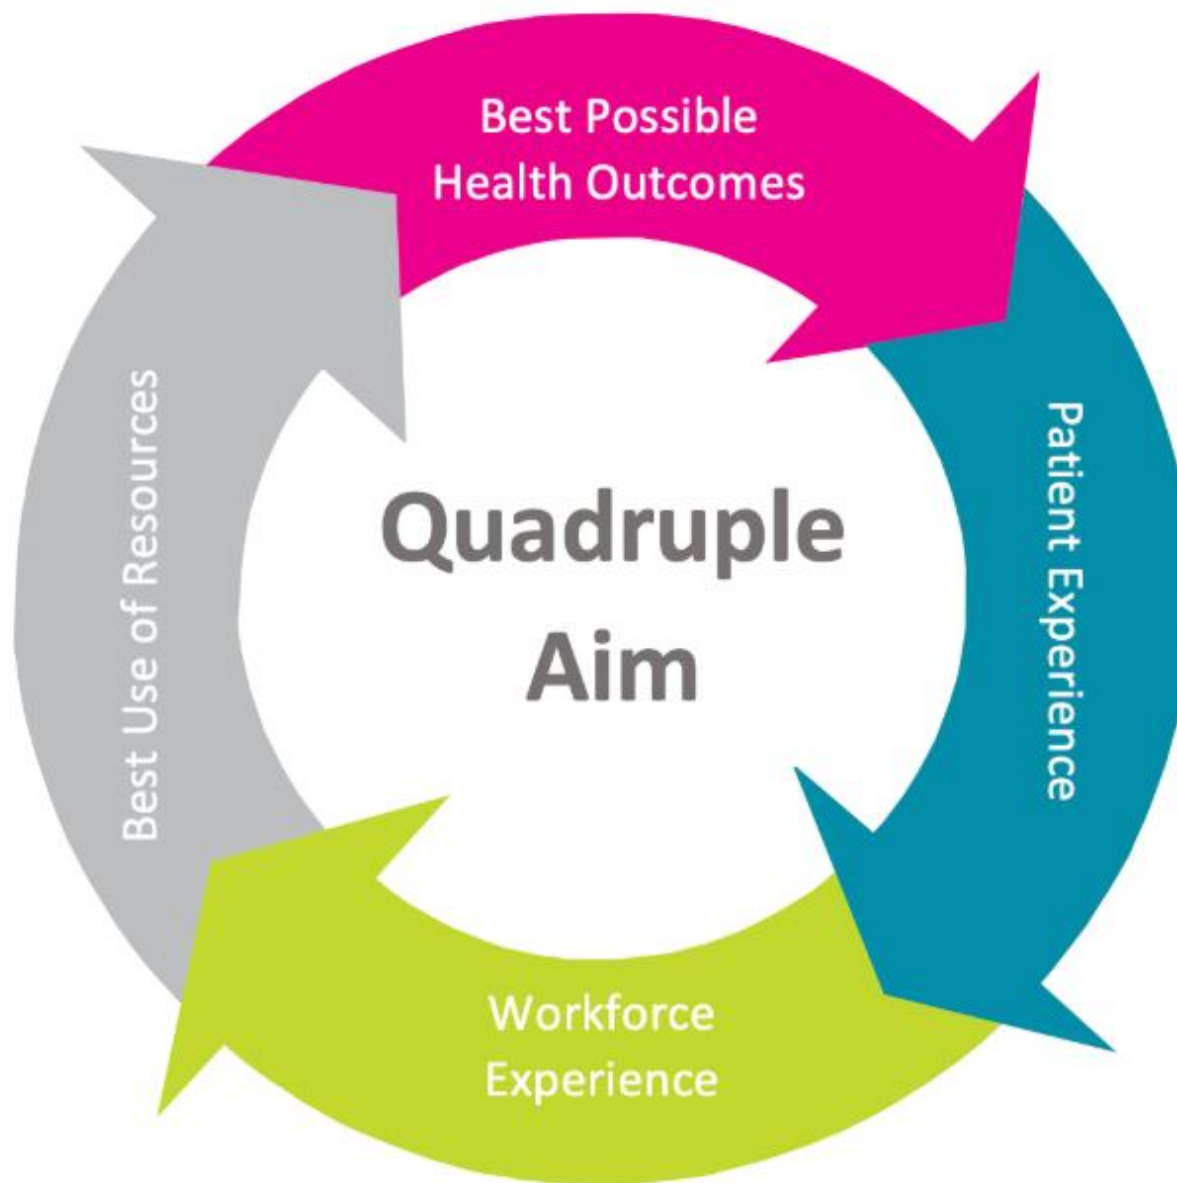 Best Possible
Health Outcomes
Patient Experience
Workforce
Experience
Best Use of Resources
Quadruple
Aim